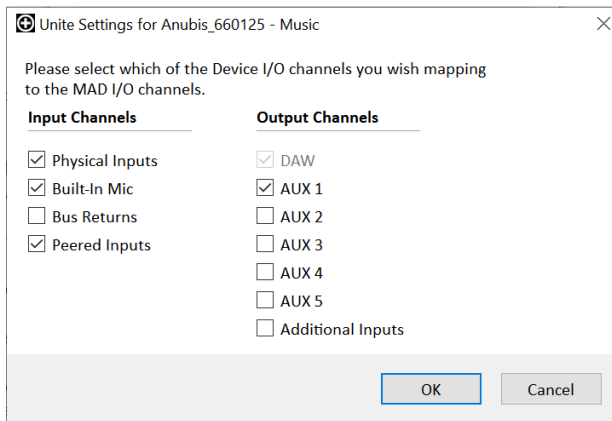 Unite Settings for Anubis_660125 - Music
Please select which of the Device I/O channels you wish mapping
to the MAD I/O channels.
Input Channels
Physical Inputs
Built-In Mic
Bus Returns
Peered Inputs
Output Channels
DAW
AUX 1
AUX 2
AUX 3
AUX 4
AUX 5
Additional Inputs
OK
Cancel